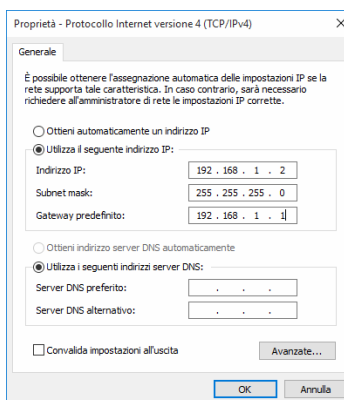 Proprietà - Protocollo Internet versione 4 (TCP/IPv4)
Generale
È possibile ottenere l'assegnazione automatica delle impostazioni IP se la
rete supporta tale caratteristica. In caso contrario, sarà necessario
richiedere all'amministratore di rete le impostazioni IP corrette.
Ottieni automaticamente un indirizzo IP
Utilizza il seguente indirizzo IP:
Indirizzo IP: 192 . 168 . 1 . 2
Subnet mask: 255 . 255 . 255 . 0
Gateway predefinito: 192 . 168 . 1 . 1
Ottieni indirizzo server DNS automaticamente
Utilizza i seguenti indirizzi server DNS:
Server DNS preferito: . . .
Server DNS alternativo: . . .
Convalida impostazioni all'uscita Avanzate...
OK Annulla